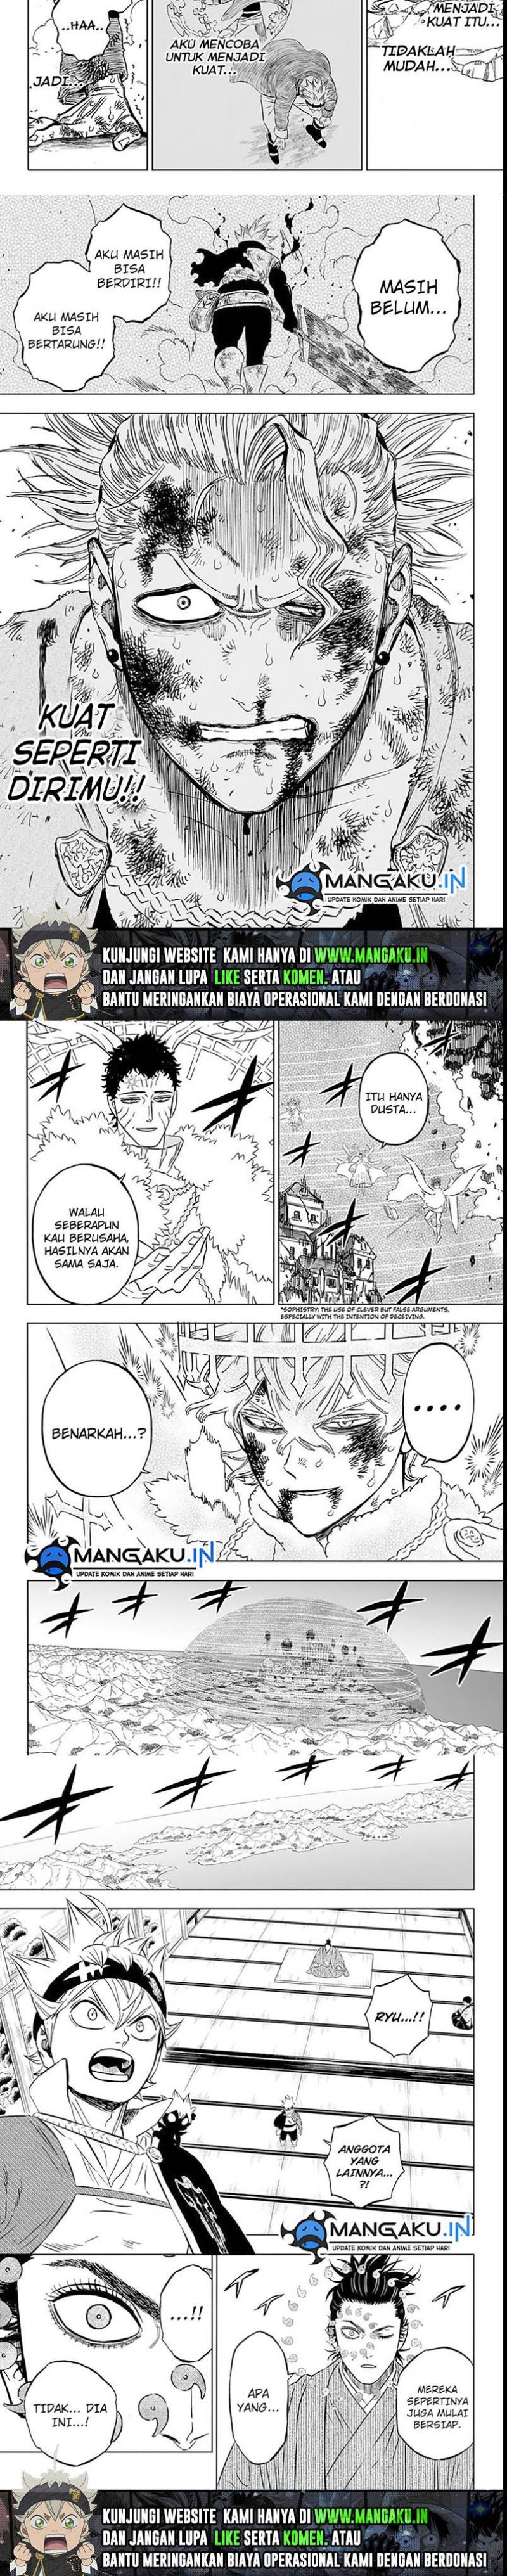 ..HAA..
JADI...
AKU MENCOBA
UNTUK MENJADI
KUAT...
MENJADI
KUAT ITU...
TIDAKLAH
MUDAH...
AKU MASIH
BISA
BERDIRI!!
AKU MASIH
BISA
BERTARUNG!!
MASIH
BELUM...
KUAT
SEPERTI
DIRIMU!!
MANGAKU.IN
UPDATE KOMIK DAN ANIME SETIAP HARI
KUNJUNGI WEBSITE KAMI HANYA DI WWW.MANGAKU.IN
DAN JANGAN LUPA LIKE SERTA KOMEN. ATAU
BANTU MERINGANKAN BIAYA OPERASIONAL KAMI DENGAN BERDONASI
WALAU
SEBERAPUN
KAU BERUSAHA,
HASILNYA AKAN
SAMA SAJA.
ITU HANYA
DUSTA...
*SOPHISTRY: THE USE OF CLEVER BUT FALSE ARGUMENTS,
ESPECIALLY WITH THE INTENTION OF DECEIVING.
BENARKAH...?
....
MANGAKU.IN
UPDATE KOMIK DAN ANIME SETIAP HARI
RYU...!!
ANGGOTA
YANG
LAINNYA...
?!
MANGAKU.IN
UPDATE KOMIK DAN ANIME SETIAP HARI
...!!
TIDAK... DIA
INI...!
APA
YANG...
MEREKA
SEPERTINYA
JUGA MULAI
BERSIAP.
KUNJUNGI WEBSITE KAMI HANYA DI WWW.MANGAKU.IN
DAN JANGAN LUPA LIKE SERTA KOMEN. ATAU
BANTU MERINGANKAN BIAYA OPERASIONAL KAMI DENGAN BERDONASI